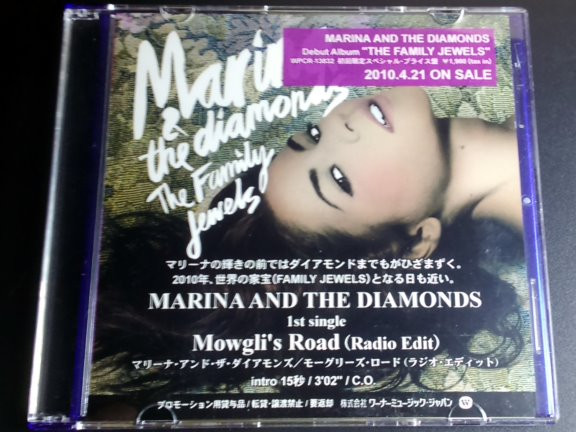 MARINA AND THE DIAMONDS
Debut Album "THE FAMILY JEWELS"
WPCR-13832 初回限定スペシャル・プライス盤 ¥1,980 (tax in)
2010.4.21 ON SALE
Marina
&
the diamonds
The Family
Jewels
マリーナの輝きの前ではダイアモンドまでもがひざまずく。
2010年、世界の家宝(FAMILY JEWELS)となる日も近い。
MARINA AND THE DIAMONDS
1st single
Mowgli's Road (Radio Edit)
マリーナ・アンド・ザ・ダイアモンズ／モーグリーズ・ロード（ラジオ・エディット）
intro 15秒 / 3'02" / C.O.
プロモーション用貸与品 / 転貸・譲渡禁止 / 要返却 株式会社 ワーナーミュージック・ジャパン